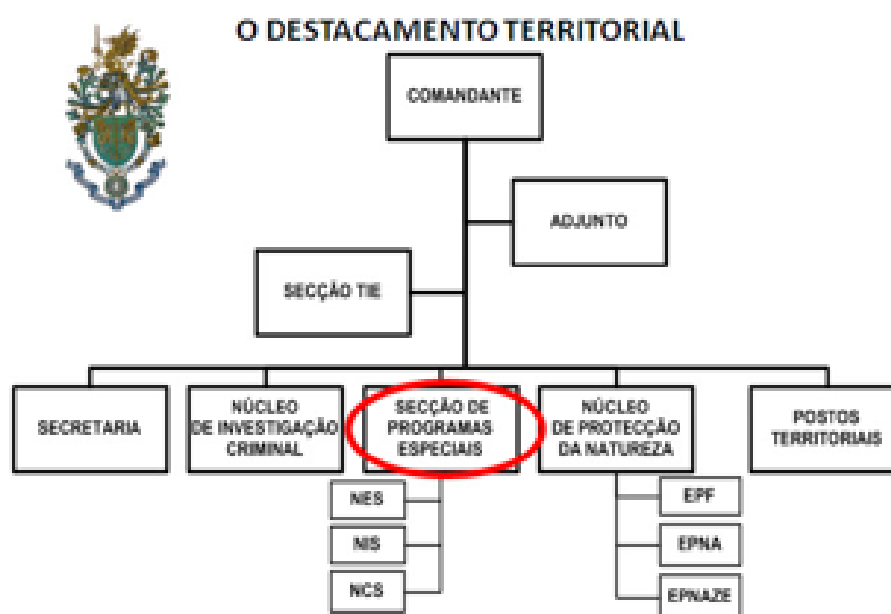 O DESTACAMENTO TERRITORIAL
COMANDANTE
ADJUNTO
SECÇÃO TIE
SECRETARIA
NÚCLEO
DE INVESTIGAÇÃO
CRIMINAL
SECÇÃO DE
PROGRAMAS
ESPECIAIS
NÚCLEO
DE PROTECÇÃO
DA NATUREZA
POSTOS
TERRITORIAIS
NES
NIS
NCS
EPF
EPNA
EPNAZE